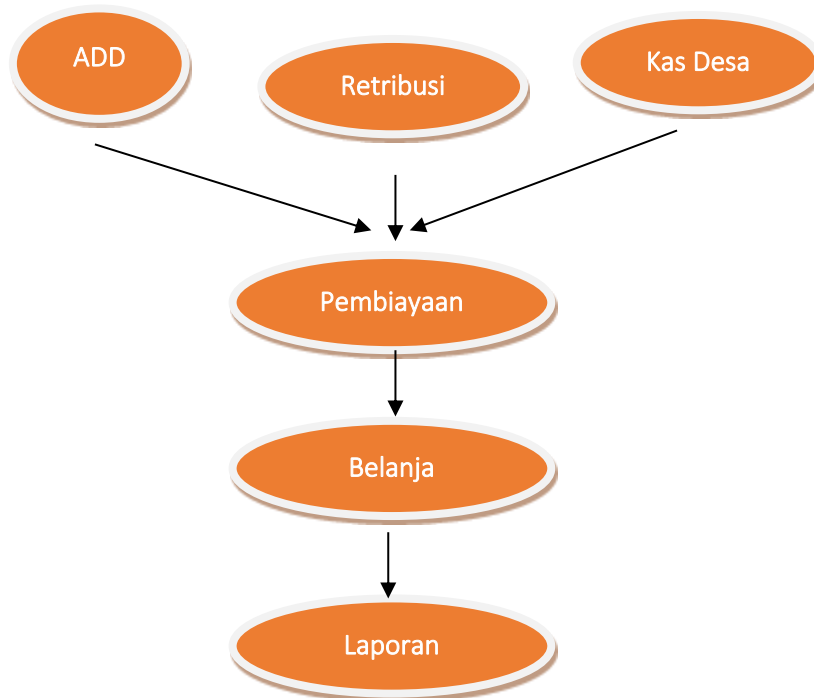 ADD
Retribusi
Kas Desa
Pembiayaan
Belanja
Laporan